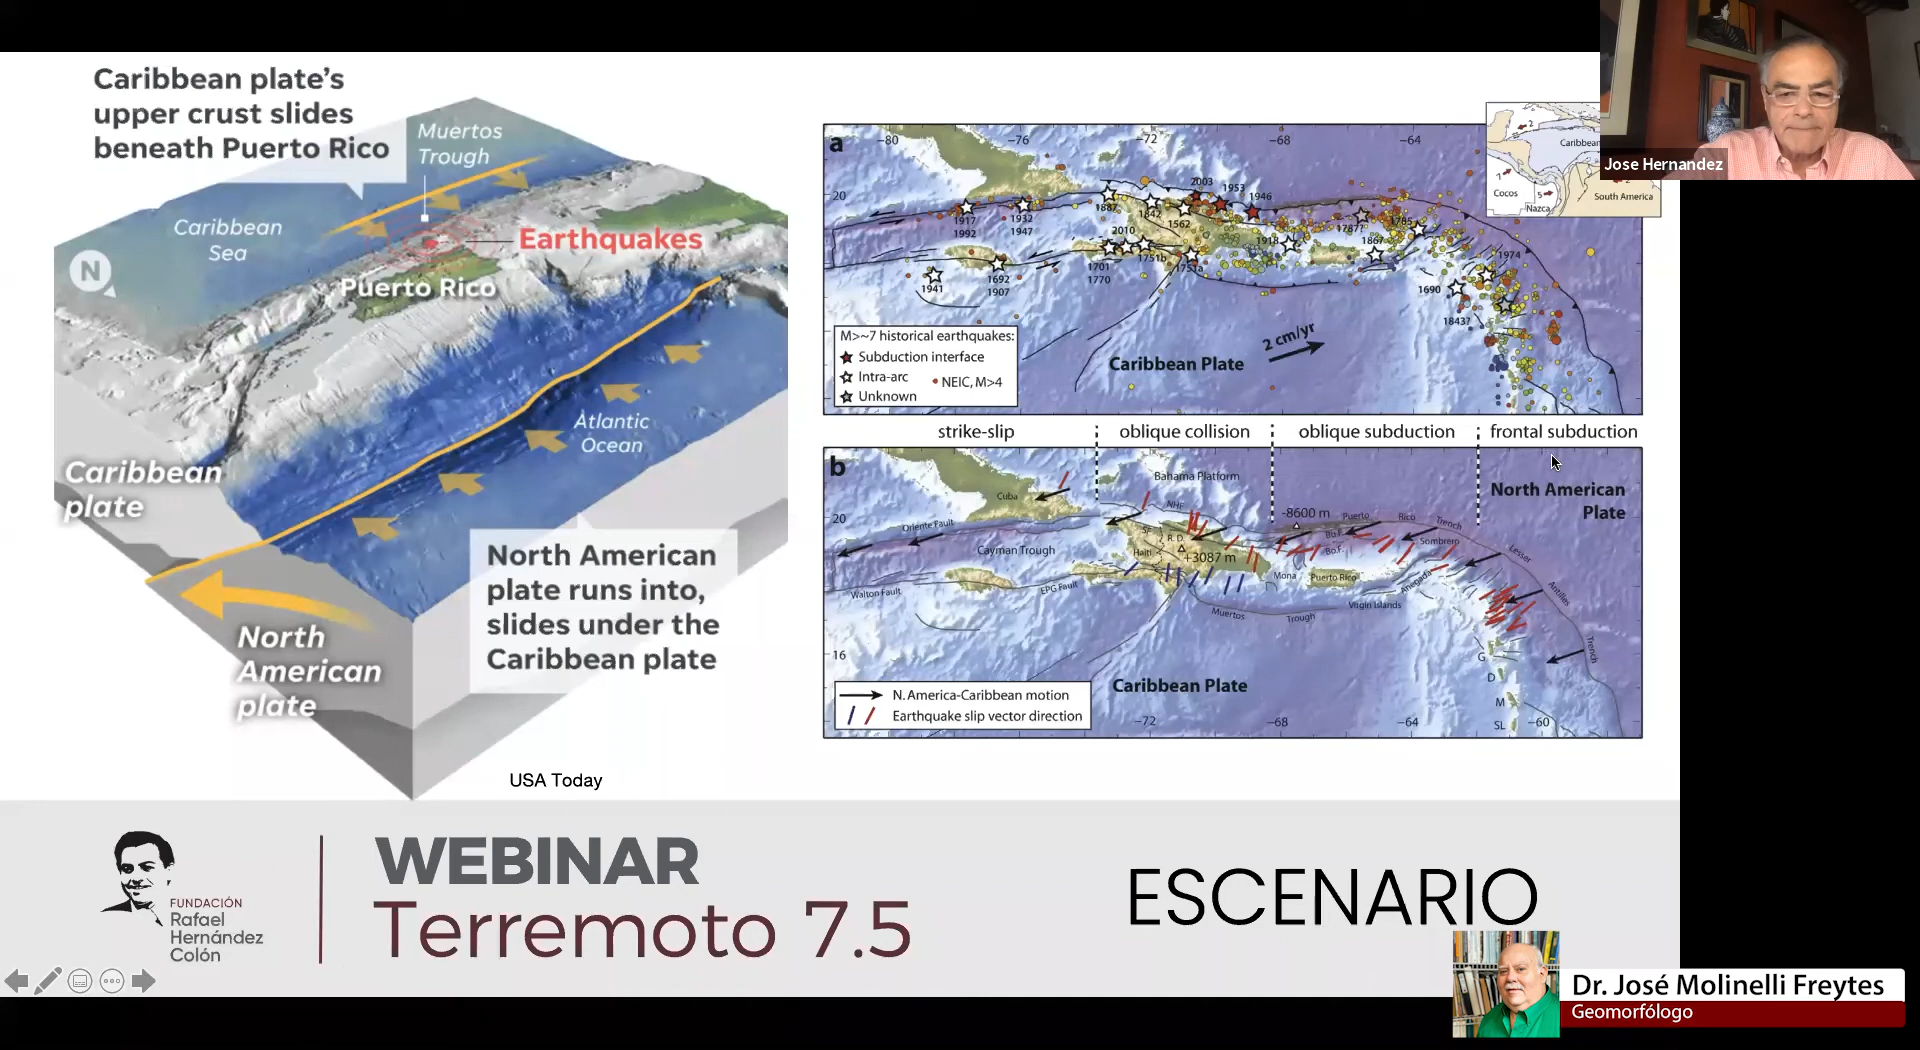 Caribbean plate's
upper crust slides
beneath Puerto Rico
Muertos
Trough
Caribbean
Sea
N
Earthquakes
Puerto Rico
Atlantic
Ocean
Caribbean
plate
North American
plate runs into,
slides under the
Caribbean plate
North
American
plate
USA Today
a
-80
-76
-72
-68
-64
20
2003
1953
1946
1917
1992
1932
1947
1887
1842
1562
2010
1751b
1751a
1701
1770
1692
1907
1941
1918
1787?
1785
1867
1974
1690
1843?
M>~7 historical earthquakes:
Subduction interface
Intra-arc
NEIC, M>4
Unknown
Caribbean Plate
2 cm/yr
Caribbean
Cocos
Nazca
South America
2
7
5
strike-slip
oblique collision
oblique subduction
frontal subduction
b
Cuba
Bahama Platform
North American
Plate
20
Oriente Fault
NHF
SF
R.D.
-8600 m
Puerto
Rico
Trench
Bu.F.
Bo.F.
Sombrero
Lesser
Antilles
Trench
Cayman Trough
Haiti
+3087 m
Mona
Puerto Rico
Anegada
Walton Fault
EPG Fault
Muertos
Trough
Virgin Islands
16
G
D
M
SL
Caribbean Plate
N. America-Caribbean motion
Earthquake slip vector direction
-72
-68
-64
-60
Jose Hernandez
FUNDACIÓN
Rafael
Hernández
Colón
WEBINAR
Terremoto 7.5
ESCENARIO
Dr. José Molinelli Freytes
Geomorfólogo